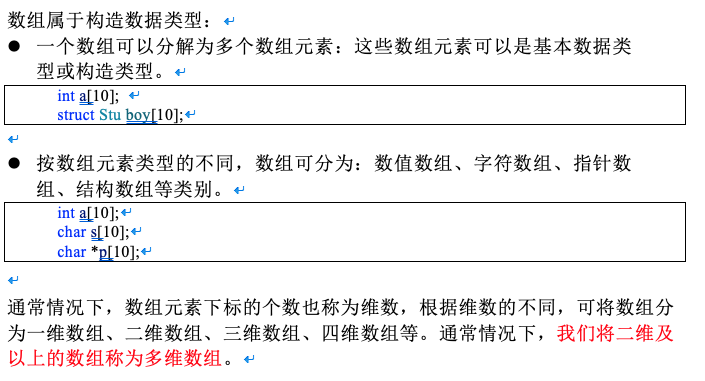 数组属于构造数据类型：
● 一个数组可以分解为多个数组元素：这些数组元素可以是基本数据类
型或构造类型。
int a[10];
struct Stu boy[10];
● 按数组元素类型的不同，数组可分为：数值数组、字符数组、指针数
组、结构数组等类别。
int a[10];
char s[10];
char *p[10];
通常情况下，数组元素下标的个数也称为维数，根据维数的不同，可将数组分
为一维数组、二维数组、三维数组、四维数组等。通常情况下，我们将二维及
以上的数组称为多维数组。